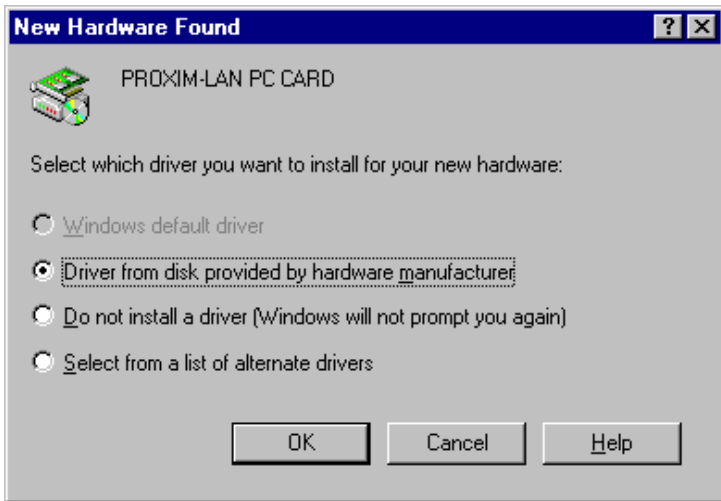 New Hardware Found
PROXIM-LAN PC CARD
Select which driver you want to install for your new hardware:
Windows default driver
Driver from disk provided by hardware manufacturer
Do not install a driver (Windows will not prompt you again)
Select from a list of alternate drivers
OK Cancel Help